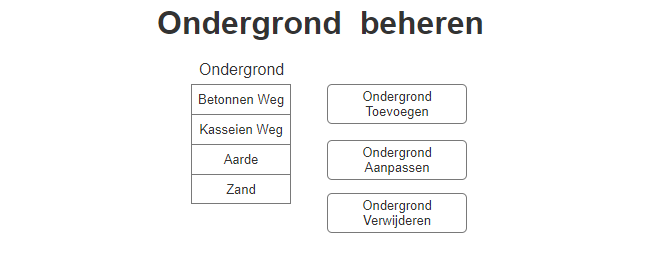 Ondergrond beheren
Ondergrond
Betonnen Weg
Kasseien Weg
Aarde
Zand
Ondergrond
Toevoegen
Ondergrond
Aanpassen
Ondergrond
Verwijderen